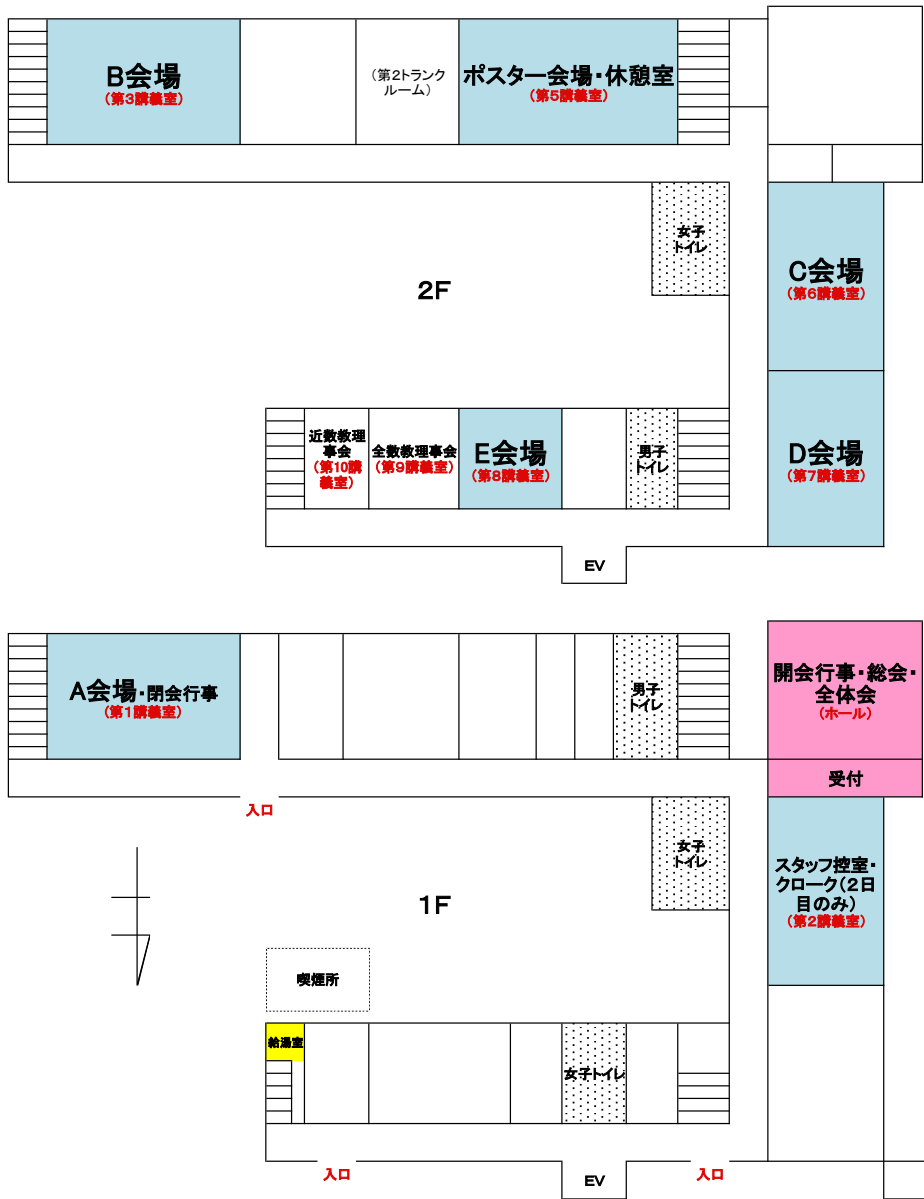 B会場
(第3講義室)
(第2トランク
ルーム)
ポスター会場・休憩室
(第5講義室)
女子
トイレ
2F
C会場
(第6講義室)
近数教理
事会
(第10講
義室)
全数教理事会
(第9講義室)
E会場
(第8講義室)
男子
トイレ
D会場
(第7講義室)
EV
A会場・閉会行事
(第1講義室)
男子
トイレ
開会行事・総会・
全体会
(ホール)
受付
入口
女子
トイレ
スタッフ控室・
クローク(2日
目のみ)
(第2講義室)
1F
喫煙所
給湯室
女子トイレ
入口
EV
入口